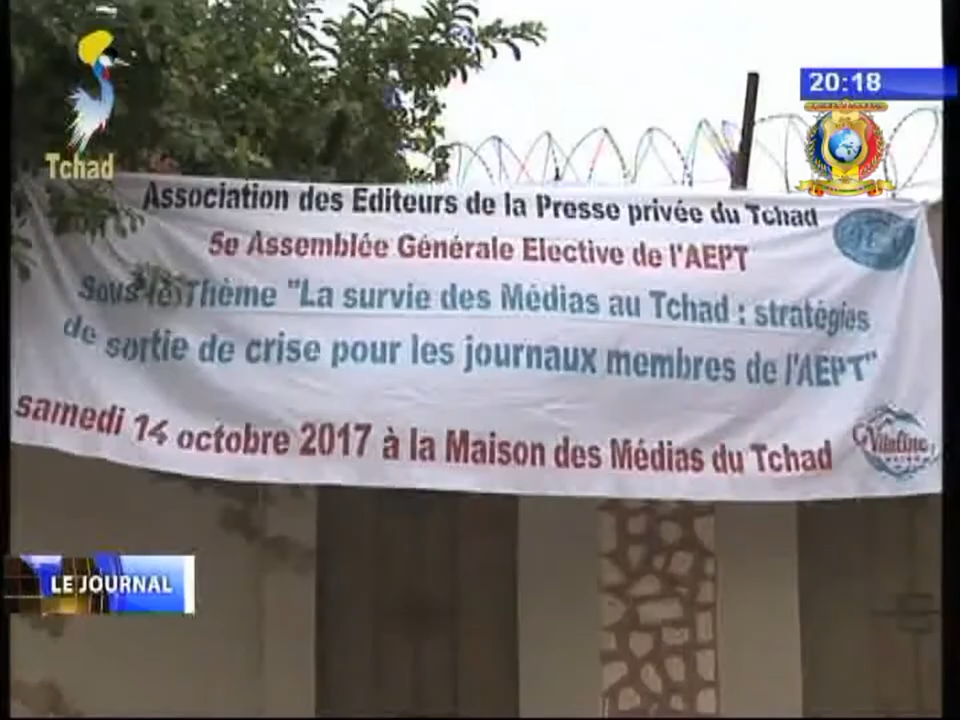 20:18
Tchad
Association des Editeurs de la Presse privée du Tchad
5e Assemblée Générale Elective de l'AEPT
Sous le Thème "La survie des Médias au Tchad : stratégies
de sortie de crise pour les journaux membres de l'AEPT"
samedi 14 octobre 2017 à la Maison des Médias du Tchad
Vitaline
LE JOURNAL